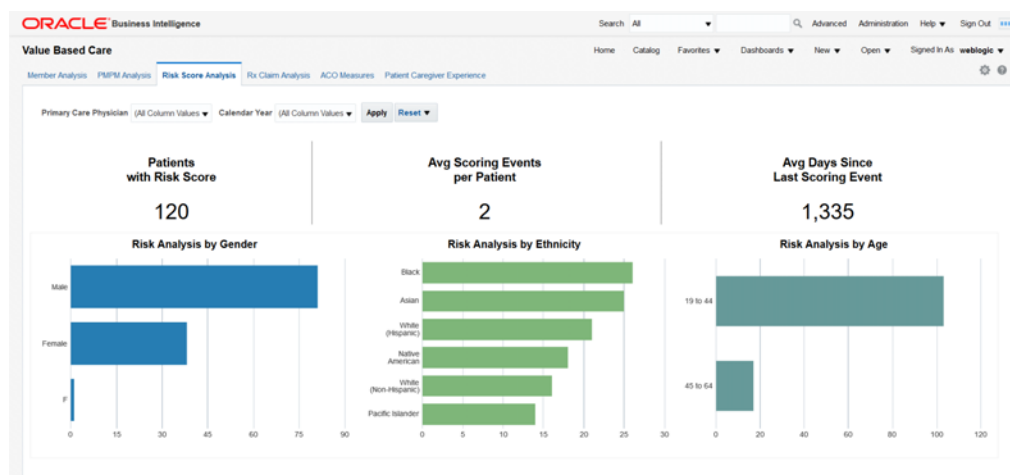 ORACLE Business Intelligence
Search All Advanced Administration Help Sign Out
Value Based Care
Home Catalog Favorites Dashboards New Open Signed In As weblogic
Member Analysis PMPM Analysis Risk Score Analysis Rx Claim Analysis ACO Measures Patient Caregiver Experience
Primary Care Physician (All Column Values Calendar Year (All Column Values Apply Reset
Patients
with Risk Score
120
Avg Scoring Events
per Patient
2
Avg Days Since
Last Scoring Event
1,335
Risk Analysis by Gender
Male
Female
F
0 15 30 45 60 75 90
Risk Analysis by Ethnicity
Black
Asian
White
(Hispanic)
Native
American
White
(Non-Hispanic)
Pacific Islander
0 5 10 15 20 25 30
Risk Analysis by Age
19 to 44
45 to 64
0 20 40 60 80 100 120